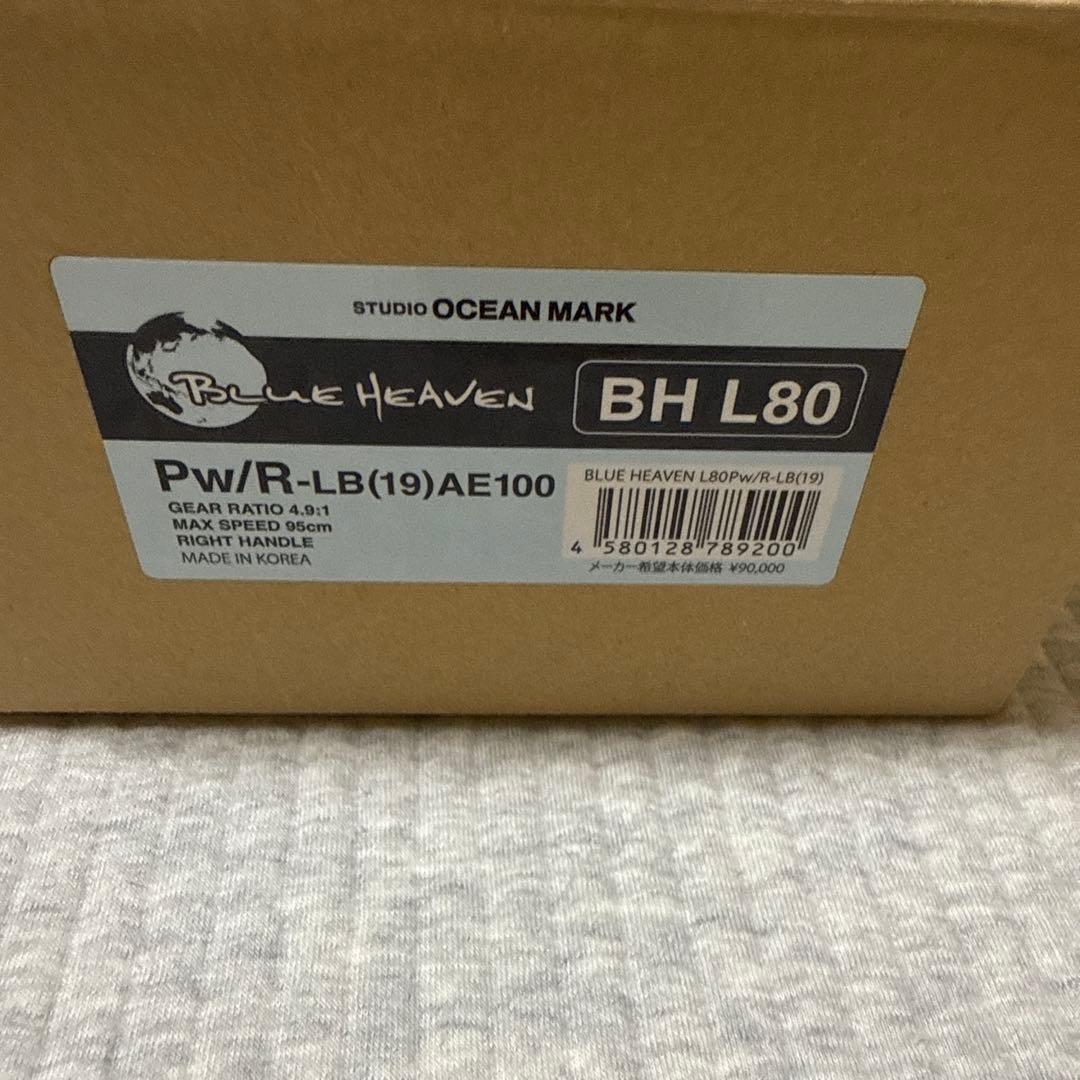 STUDIO OCEAN MARK
BLUE HEAVEN
BH L80
Pw/R-LB(19)AE100
GEAR RATIO 4.9:1
MAX SPEED 95cm
RIGHT HANDLE
MADE IN KOREA
BLUE HEAVEN L80Pw/R-LB(19)
4 580128 789200
メーカー希望本体価格 ¥90,000